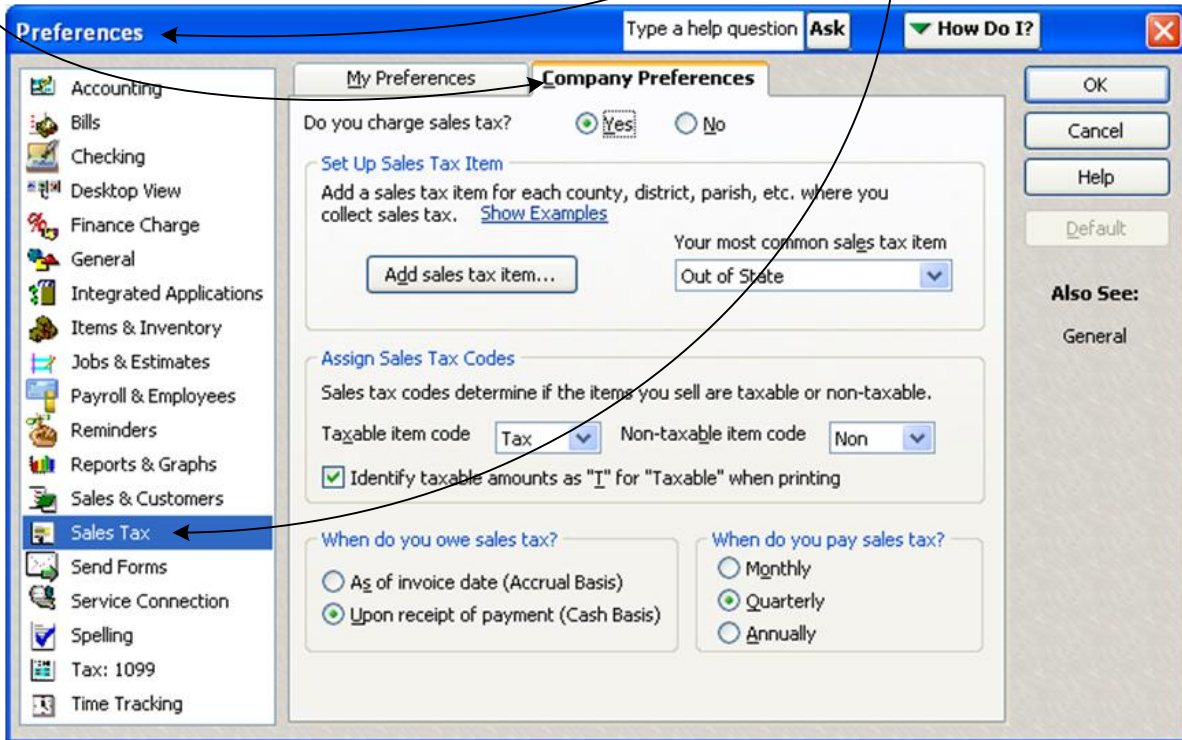 Preferences
Type a help question Ask
How Do I?
Accounting
Bills
Checking
Desktop View
Finance Charge
General
Integrated Applications
Items & Inventory
Jobs & Estimates
Payroll & Employees
Reminders
Reports & Graphs
Sales & Customers
Sales Tax
Send Forms
Service Connection
Spelling
Tax: 1099
Time Tracking
My Preferences
Company Preferences
Do you charge sales tax? Yes No
Set Up Sales Tax Item
Add a sales tax item for each county, district, parish, etc. where you
collect sales tax. Show Examples
Your most common sales tax item
Add sales tax item... Out of State
Assign Sales Tax Codes
Sales tax codes determine if the items you sell are taxable or non-taxable.
Taxable item code Tax Non-taxable item code Non
Identify taxable amounts as "T" for "Taxable" when printing
When do you owe sales tax?
As of invoice date (Accrual Basis)
Upon receipt of payment (Cash Basis)
When do you pay sales tax?
Monthly
Quarterly
Annually
OK
Cancel
Help
Default
Also See:
General